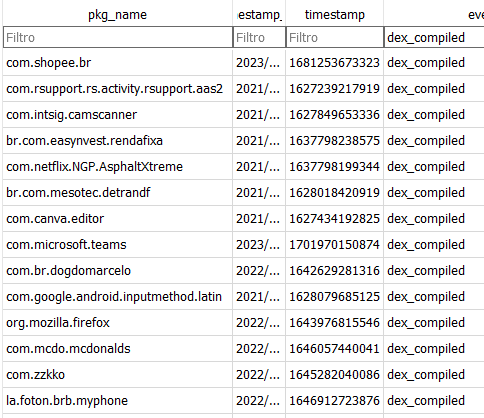 pkg_name estamp_ timestamp eve
Filtro Filtro Filtro dex_compiled
com.shopee.br 2023/... 1681253673323 dex_compiled
com.rsupport.rs.activity.rsupport.aas2 2021/... 1627239217919 dex_compiled
com.intsig.camscanner 2021/... 1627849653336 dex_compiled
br.com.easynvest.rendafixa 2021/... 1637798238575 dex_compiled
com.netflix.NGP.AsphaltXtreme 2021/... 1637798199344 dex_compiled
br.com.mesotec.detrandf 2021/... 1628018420919 dex_compiled
com.canva.editor 2021/... 1627434192825 dex_compiled
com.microsoft.teams 2023/... 1701970150874 dex_compiled
com.br.dogdomarcelo 2022/... 1642629281316 dex_compiled
com.google.android.inputmethod.latin 2021/... 1628079685125 dex_compiled
org.mozilla.firefox 2022/... 1643976815546 dex_compiled
com.mcdo.mcdonalds 2022/... 1646057440041 dex_compiled
com.zzkko 2022/... 1645282040086 dex_compiled
la.foton.brb.myphone 2022/... 1646912723876 dex_compiled